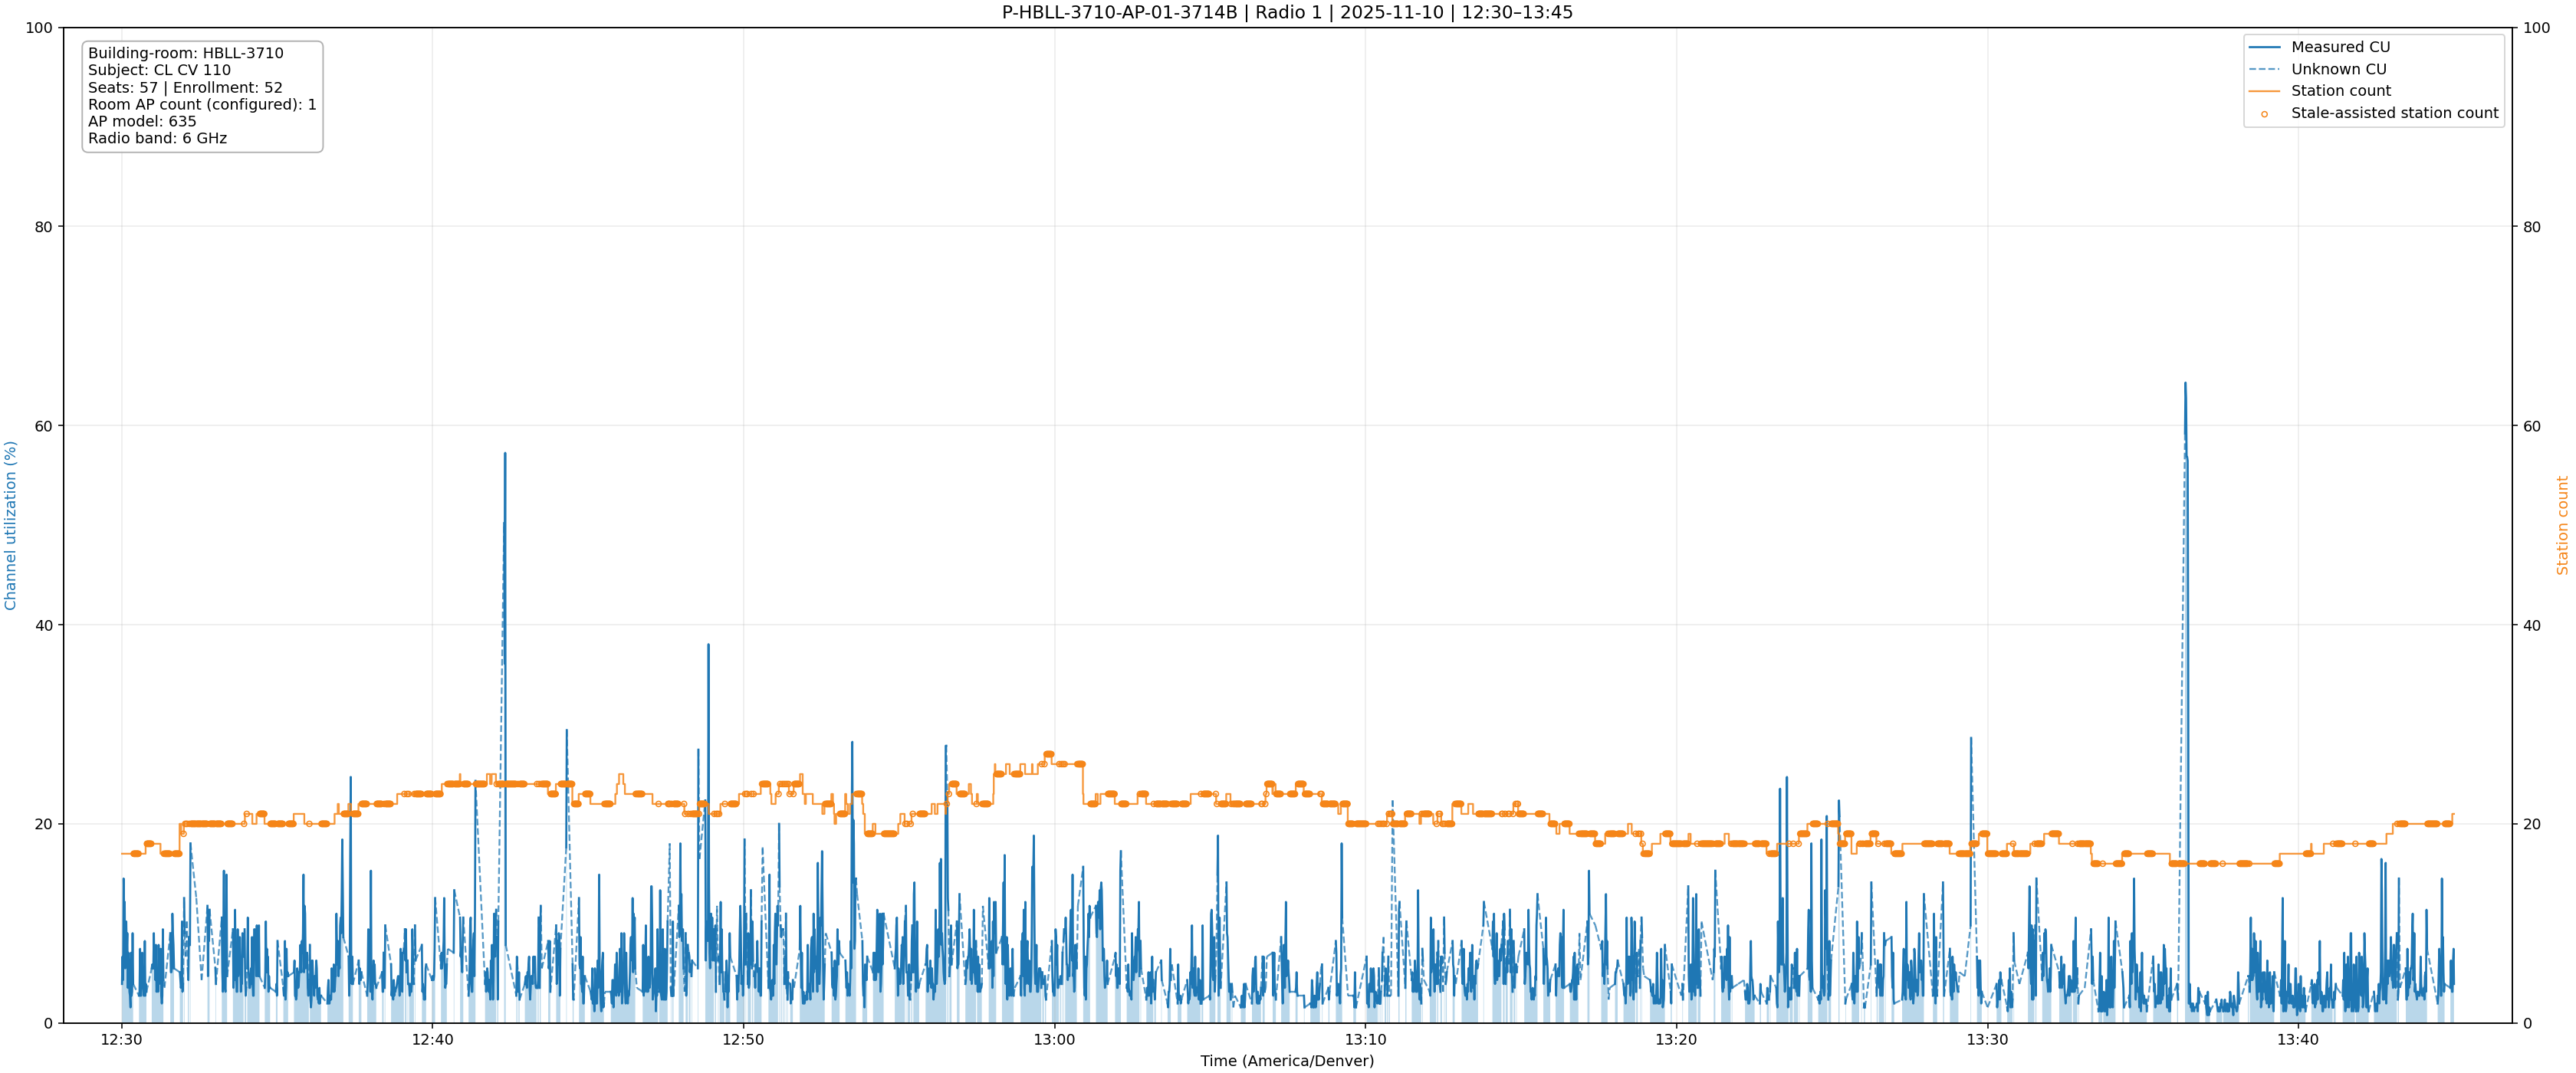 P-HBLL-3710-AP-01-3714B | Radio 1 | 2025-11-10 | 12:30–13:45
Building-room: HBLL-3710
Subject: CL CV 110
Seats: 57 | Enrollment: 52
Room AP count (configured): 1
AP model: 635
Radio band: 6 GHz
Measured CU
Unknown CU
Station count
Stale-assisted station count
100
80
60
40
20
0
Channel utilization (%)
100
80
60
40
20
0
Station count
12:30
12:40
12:50
13:00
13:10
13:20
13:30
13:40
Time (America/Denver)